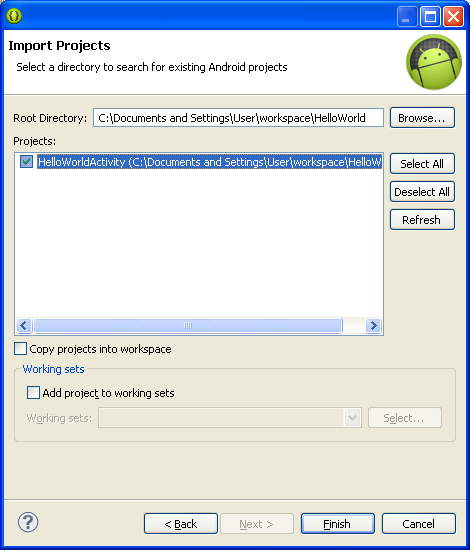 Import Projects
Select a directory to search for existing Android projects
Root Directory: C:\Documents and Settings\User\workspace\HelloWorld Browse...
Projects:
HelloWorldActivity (C:\Documents and Settings\User\workspace\HelloW
Select All
Deselect All
Refresh
Copy projects into workspace
Working sets
Add project to working sets
Working sets: Select...
? < Back Next > Finish Cancel